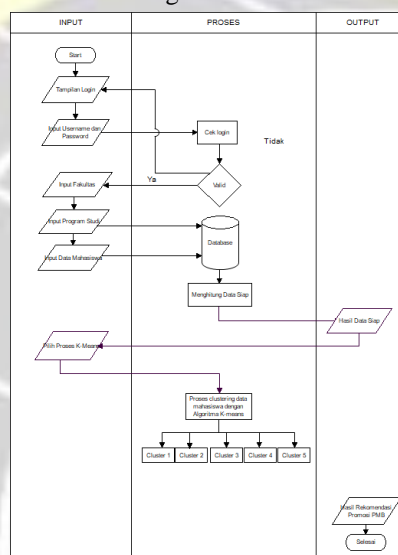 INPUT
PROSES
OUTPUT
Start
Tampilan Login
Input Username dan
Password
Cek login
Tidak
Valid
Ya
Input Fakultas
Input Program Studi
Database
Input Data Mahasiswa
Menghitung Data Siap
Hasil Data Siap
Pilih Proses K-Means
Proses clustering data
mahasiswa dengan
Algoritma K-means
Cluster 1
Cluster 2
Cluster 3
Cluster 4
Cluster 5
Hasil Rekomendasi
Promosi PMB
Selesai